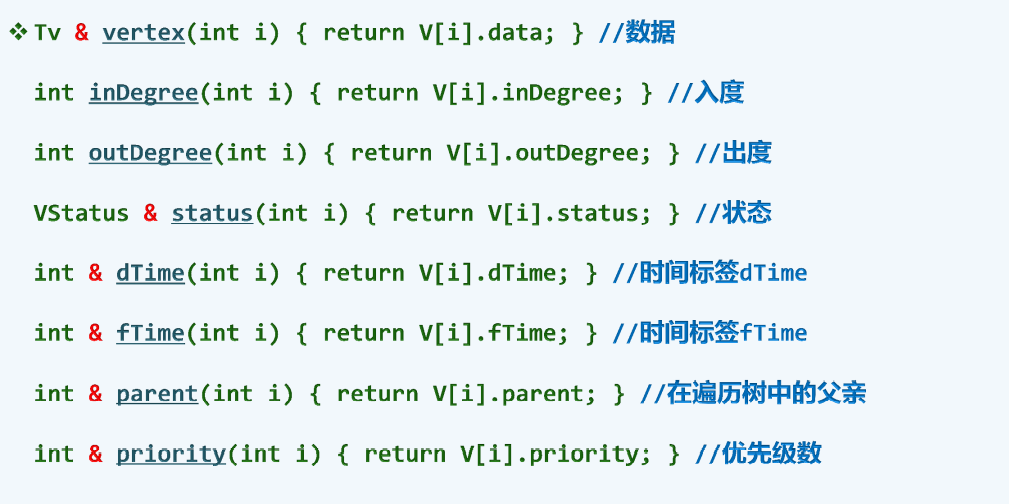 ❖ Tv & vertex(int i) { return V[i].data; } //数据
int inDegree(int i) { return V[i].inDegree; } //入度
int outDegree(int i) { return V[i].outDegree; } //出度
VStatus & status(int i) { return V[i].status; } //状态
int & dTime(int i) { return V[i].dTime; } //时间标签dTime
int & fTime(int i) { return V[i].fTime; } //时间标签fTime
int & parent(int i) { return V[i].parent; } //在遍历树中的父亲
int & priority(int i) { return V[i].priority; } //优先级数